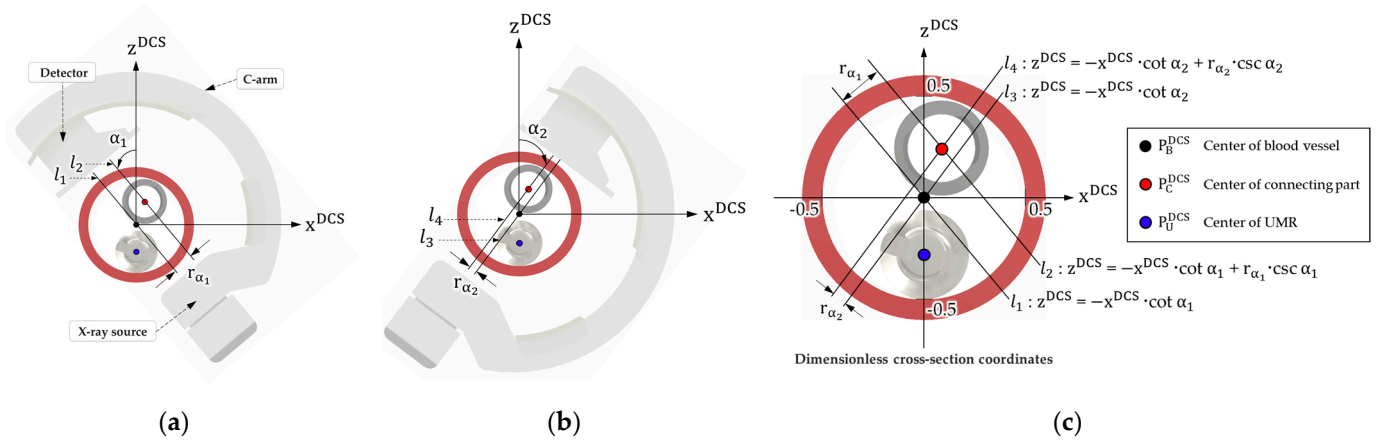 z^DCS
Detector
C-arm
α₁
l₂
l₁
x^DCS
r_α₁
X-ray source
(a)
z^DCS
α₂
x^DCS
l₄
l₃
r_α₂
(b)
z^DCS
r_α₁
l₄ : z^DCS = −x^DCS ·cot α₂ + r_α₂·csc α₂
l₃ : z^DCS = −x^DCS ·cot α₂
0.5
-0.5
0.5
x^DCS
-0.5
r_α₂
l₂ : z^DCS = −x^DCS ·cot α₁ + r_α₁·csc α₁
l₁ : z^DCS = −x^DCS ·cot α₁
P_B^DCS Center of blood vessel
P_C^DCS Center of connecting part
P_U^DCS Center of UMR
Dimensionless cross-section coordinates
(c)